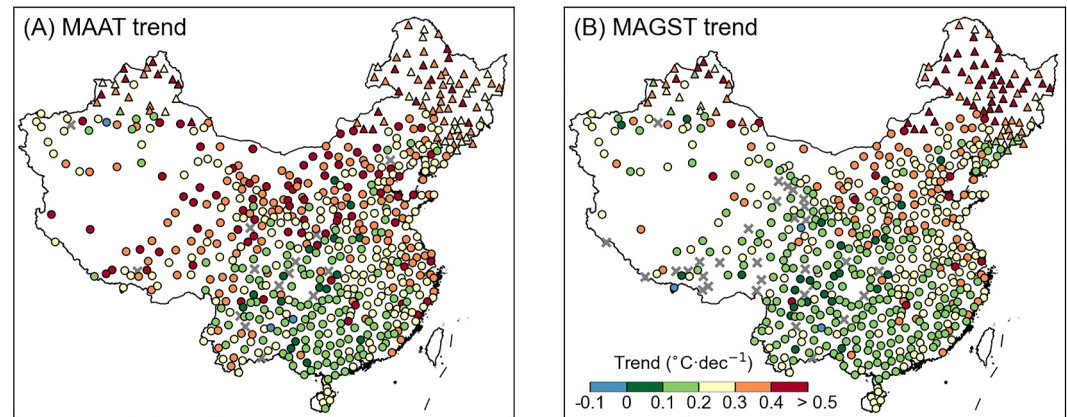 (A) MAAT trend
(B) MAGST trend
Trend (°C·dec⁻¹)
-0.1 0 0.1 0.2 0.3 0.4 > 0.5